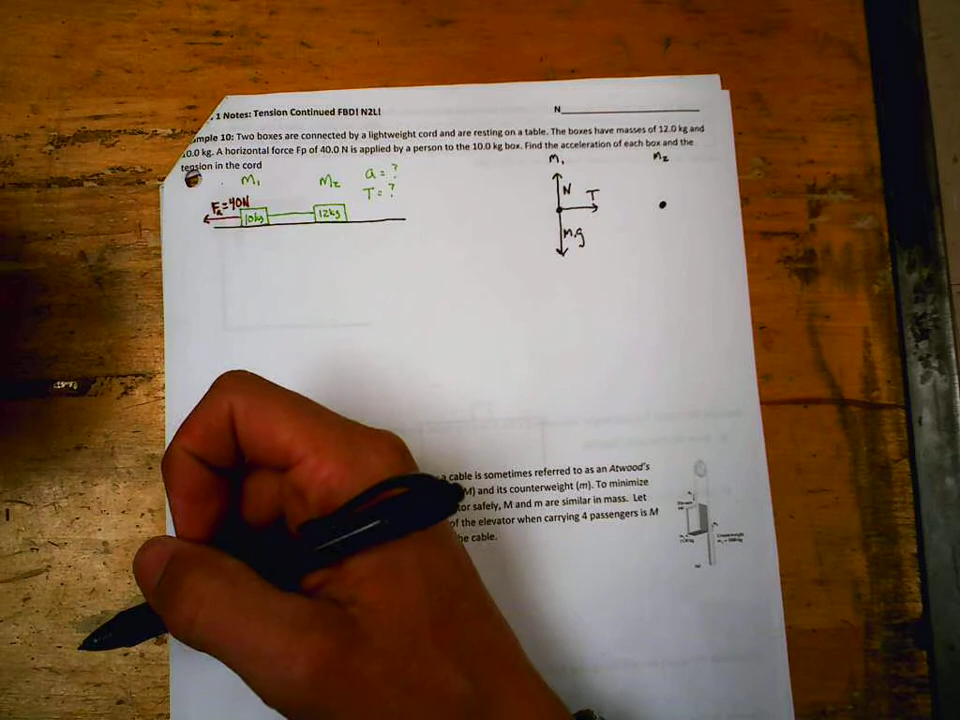 . 1 Notes: Tension Continued FBD! N2L!
N
mple 10: Two boxes are connected by a lightweight cord and are resting on a table. The boxes have masses of 12.0 kg and
10.0 kg. A horizontal force Fp of 40.0 N is applied by a person to the 10.0 kg box. Find the acceleration of each box and the
tension in the cord
M₁
M₂
a = ?
T = ?
=40N
10kg
12kg
M₁
M₂
N
T
m₁g
a cable is sometimes referred to as an Atwood's
M) and its counterweight (m). To minimize
tor safely, M and m are similar in mass. Let
of the elevator when carrying 4 passengers is M
he cable.